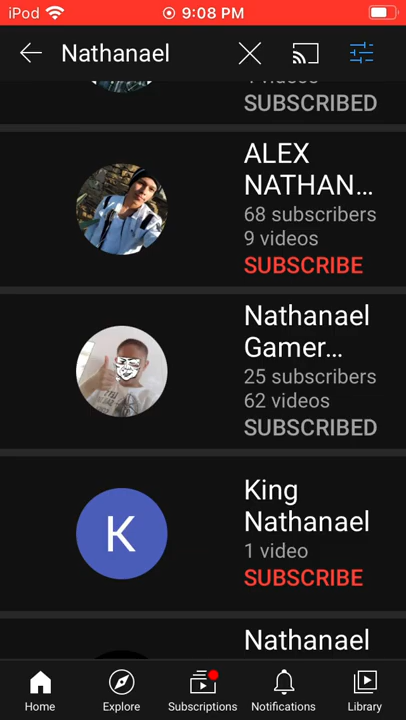 iPod 9:08 PM
Nathanael
SUBSCRIBED
ALEX
NATHAN...
68 subscribers
9 videos
SUBSCRIBE
Nathanael
Gamer...
25 subscribers
62 videos
SUBSCRIBED
K
King
Nathanael
1 video
SUBSCRIBE
Nathanael
Home Explore Subscriptions Notifications Library